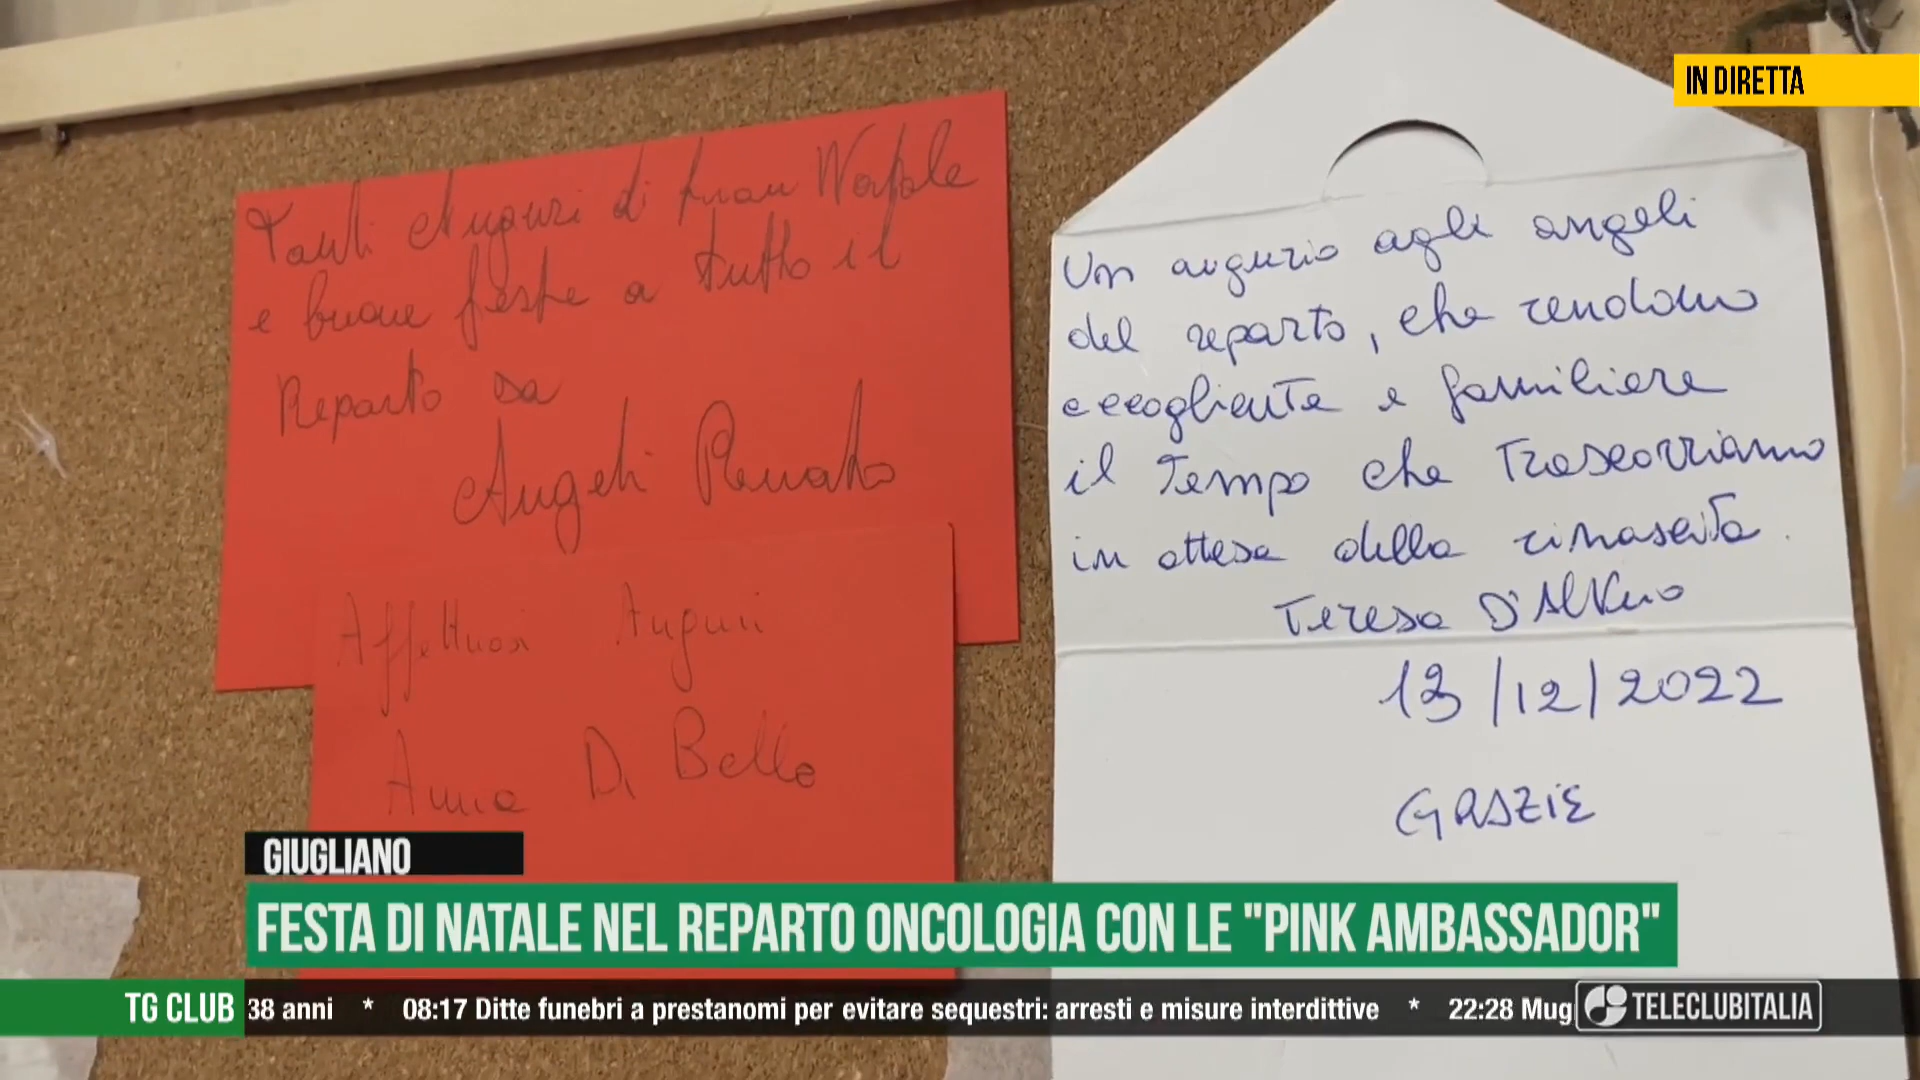 IN DIRETTA
Tanti Auguri di buon Natale
e buone feste a tutto il
Reparto da
Angeli Renato
Affettuosi Auguri
Anna Di Bello
Un augurio agli angeli
del reparto, che rendono
accogliente e familiare
il Tempo che Trascorriamo
in attesa della rinascita.
Teresa
13/12/2022
GRAZIE
GIUGLIANO
FESTA DI NATALE NEL REPARTO ONCOLOGIA CON LE "PINK AMBASSADOR"
TG CLUB 38 anni * 08:17 Ditte funebri a prestanomi per evitare sequestri: arresti e misure interdittive * 22:28 Mug TELECLUBITALIA